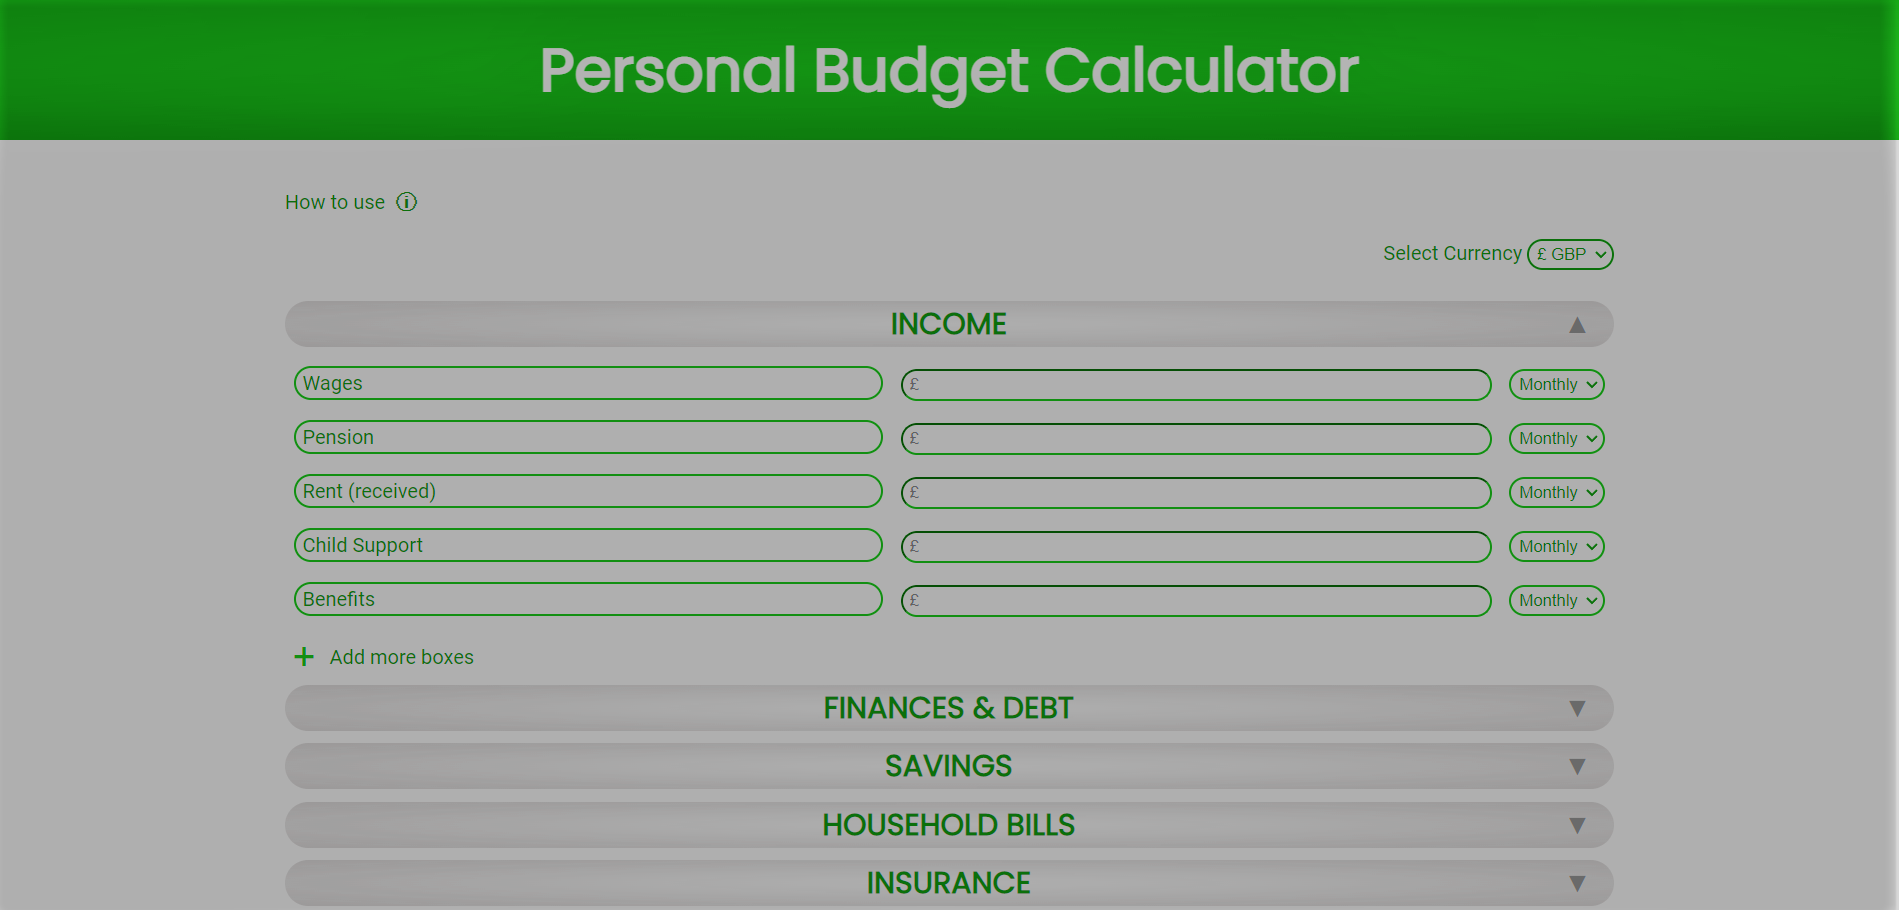 Personal Budget Calculator
How to use
Select Currency £ GBP
INCOME
Wages £ Monthly
Pension £ Monthly
Rent (received) £ Monthly
Child Support £ Monthly
Benefits £ Monthly
+ Add more boxes
FINANCES & DEBT
SAVINGS
HOUSEHOLD BILLS
INSURANCE